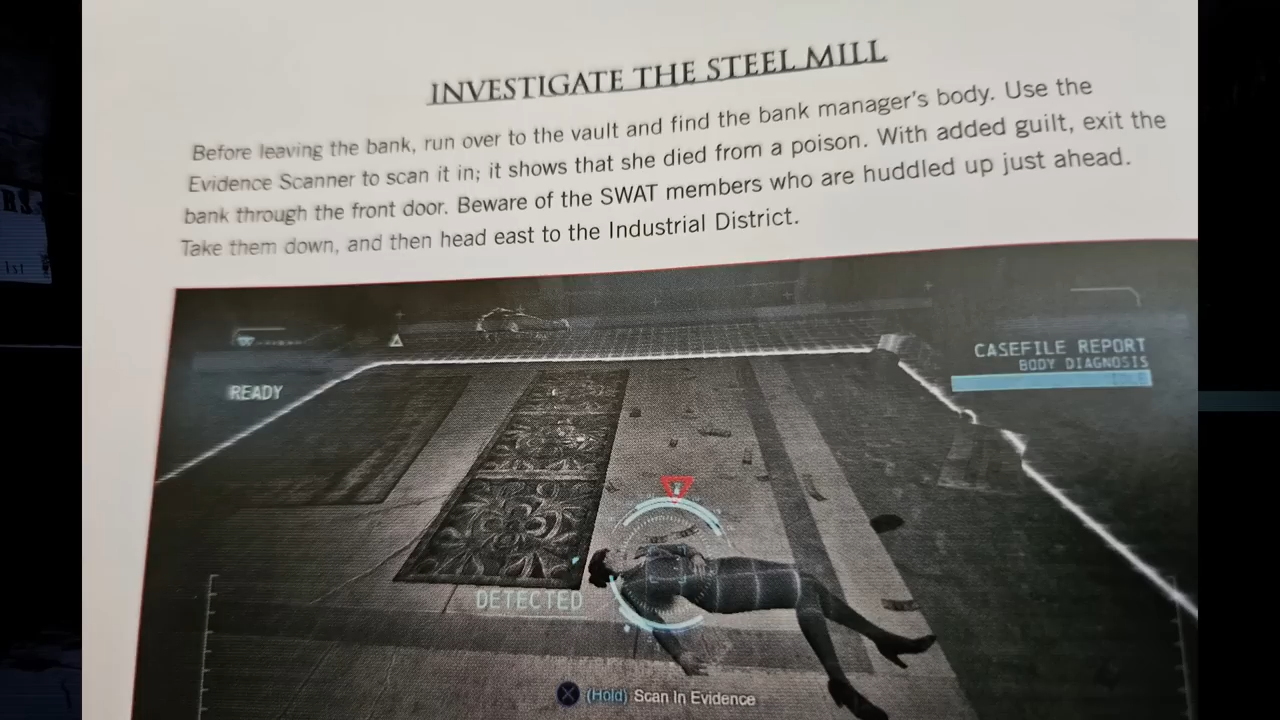 INVESTIGATE THE STEEL MILL
Before leaving the bank, run over to the vault and find the bank manager's body. Use the
Evidence Scanner to scan it in; it shows that she died from a poison. With added guilt, exit the
bank through the front door. Beware of the SWAT members who are huddled up just ahead.
Take them down, and then head east to the Industrial District.
CASEFILE REPORT
BODY DIAGNOSIS
READY
DETECTED
(Hold) Scan In Evidence
1st